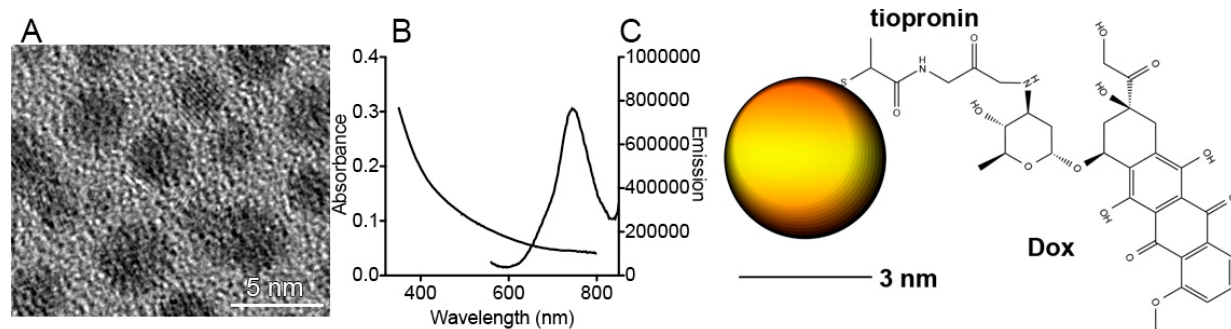 A
5 nm
B
0.4
0.3
0.2
0.1
0.0
Absorbance
400
600
800
Wavelength (nm)
1000000
800000
600000
400000
200000
0
Emission
C
tiopronin
S
O
N
H
O
N
H
HO
O
O
HO
O
HO
OH
OH
O
O
O
Dox
3 nm